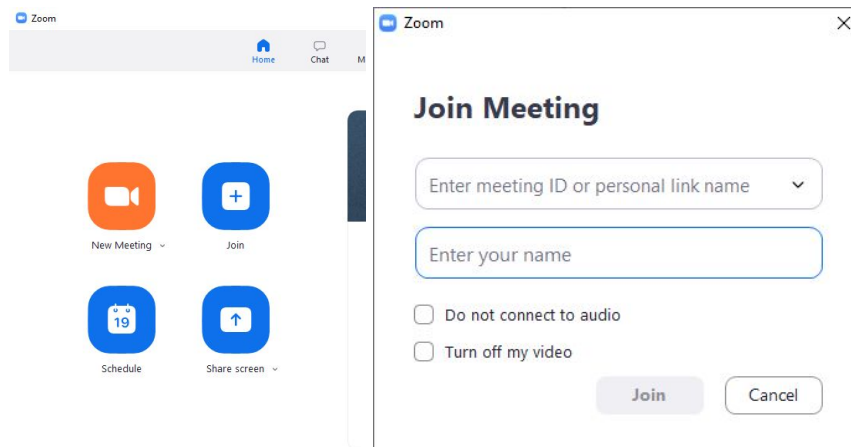 Zoom
Home
Chat
M
New Meeting
Join
19
Schedule
Share screen
Zoom
Join Meeting
Enter meeting ID or personal link name
Enter your name
Do not connect to audio
Turn off my video
Join
Cancel